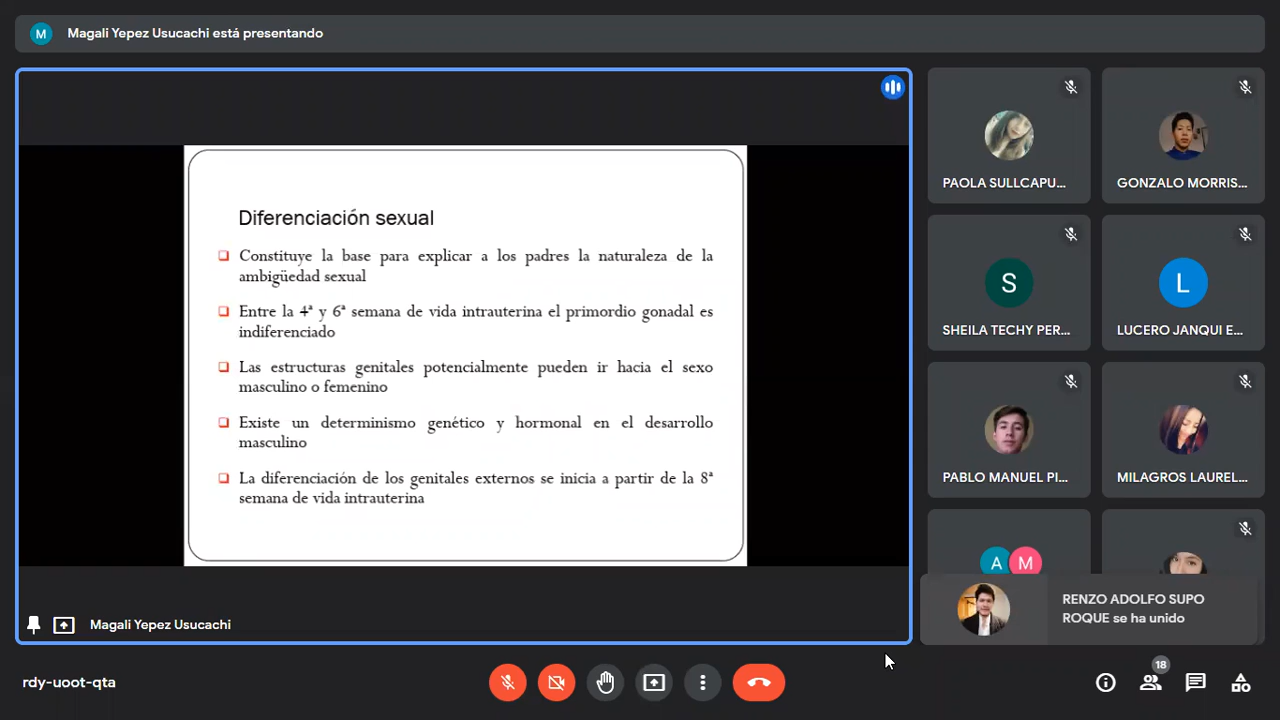 M
Magali Yepez Usucachi está presentando
Diferenciación sexual
Constituye la base para explicar a los padres la naturaleza de la
ambigüedad sexual
Entre la 4ª y 6ª semana de vida intrauterina el primordio gonadal es
indiferenciado
Las estructuras genitales potencialmente pueden ir hacia el sexo
masculino o femenino
Existe un determinismo genético y hormonal en el desarrollo
masculino
La diferenciación de los genitales externos se inicia a partir de la 8ª
semana de vida intrauterina
Magali Yepez Usucachi
PAOLA SULLCAPU...
GONZALO MORRIS...
S
SHEILA TECHY PER...
L
LUCERO JANQUI E...
PABLO MANUEL PI...
MILAGROS LAUREL...
A M
RENZO ADOLFO SUPO
ROQUE se ha unido
rdy-uoot-qta
18